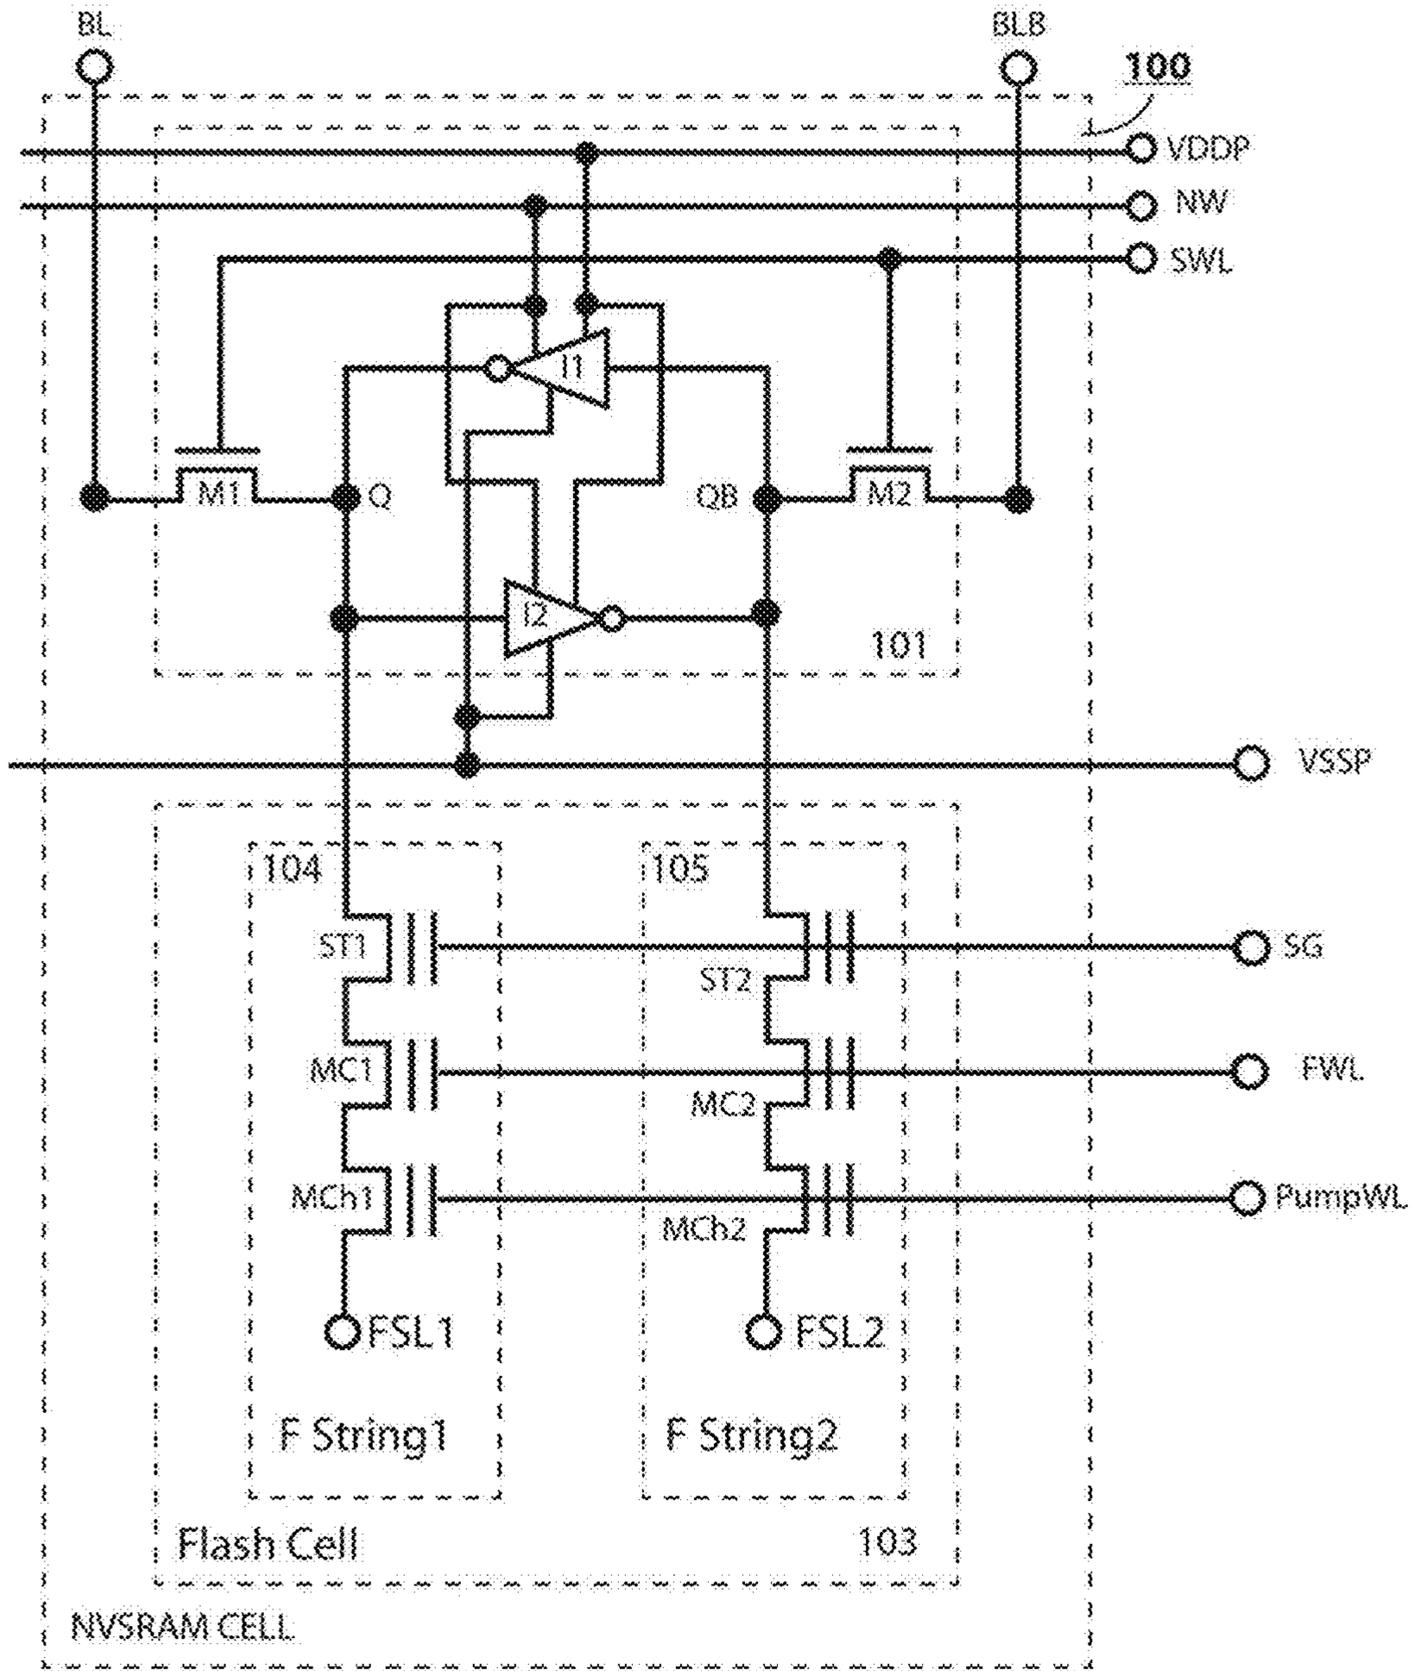 BL
BLB
100
VDDP
NW
SWL
I1
M1
Q
QB
M2
I2
101
VSSP
104
105
ST1
SG
ST2
MC1
FWL
MC2
MCh1
PumpWL
MCh2
FSL1
FSL2
F String1
F String2
Flash Cell
103
NVSRAM CELL